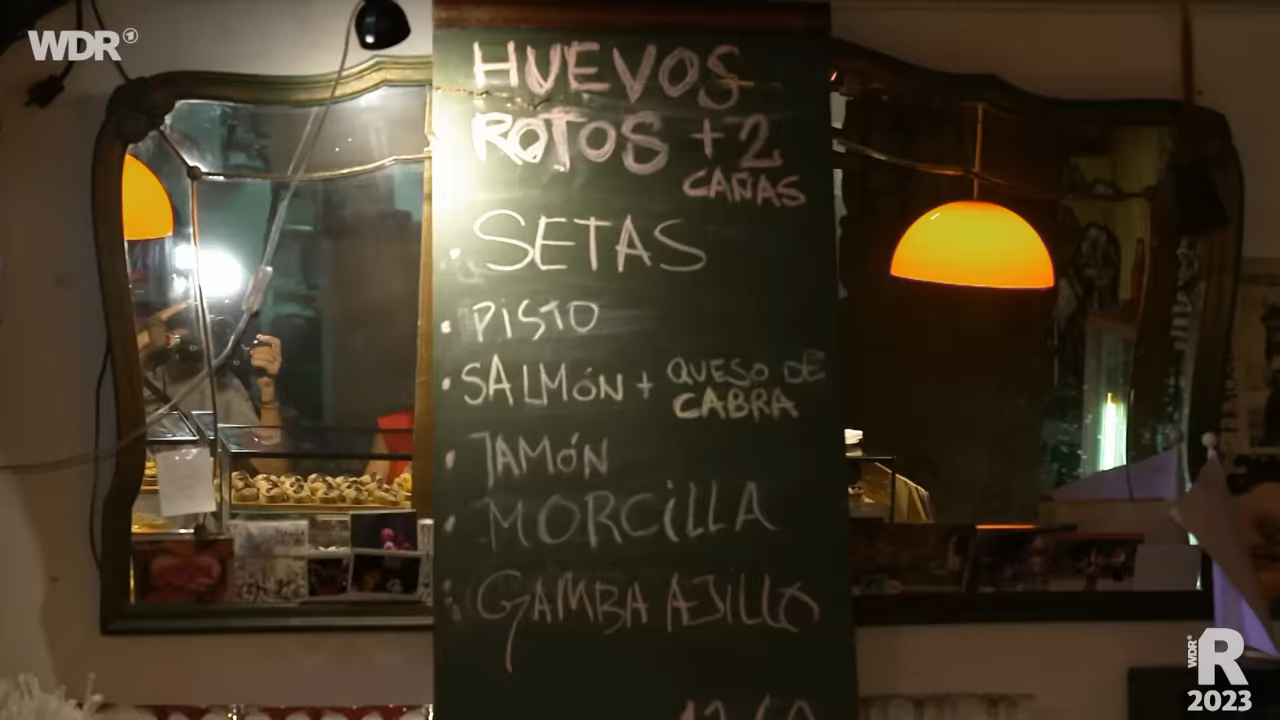 WDR
HUEVOS
ROTOS + 2
CAÑAS
· SETAS
· PISTO
· SALMÓN + QUESO DE
CABRA
· JAMÓN
· MORCILLA
· GAMBA AJILLO
WDR R
2023